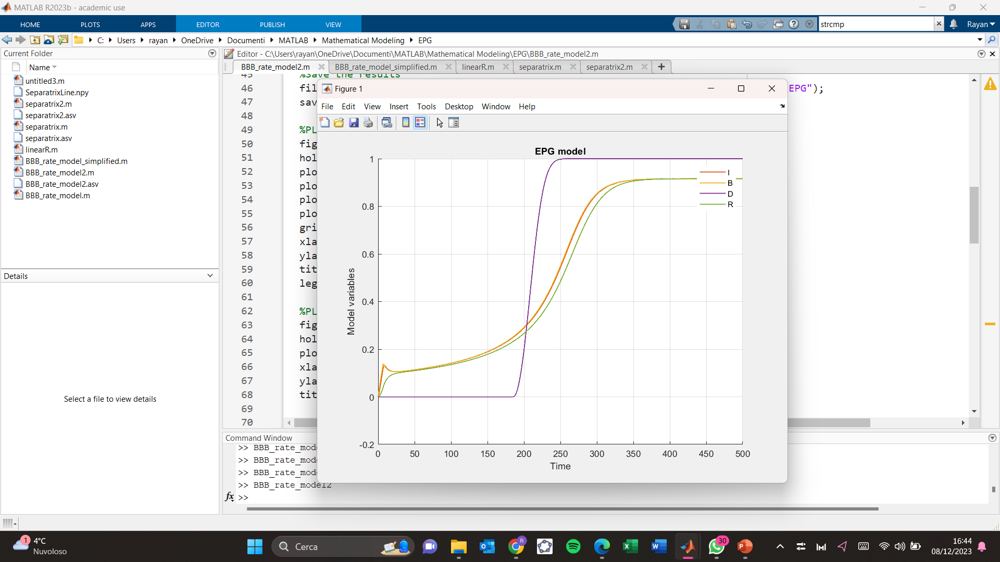 MATLAB R2023b - academic use
HOME PLOTS APPS EDITOR PUBLISH VIEW
strcmp
Rayan
C: Users rayan OneDrive Documenti MATLAB Mathematical Modeling EPG
Current Folder
Name
untitled3.m
SeparatrixLine.npy
separatrix2.m
separatrix2.asv
separatrix.m
separatrix.asv
linearR.m
BBB_rate_model_simplified.m
BBB_rate_model2.m
BBB_rate_model2.asv
BBB_rate_model.m
Details
Select a file to view details
Editor - C:\Users\rayan\OneDrive\Documenti\MATLAB\Mathematical Modeling\EPG\BBB_rate_model2.m
BBB_rate_model2.m BBB_rate_model_simplified.m linearR.m separatrix.m separatrix2.m
45 %Save the results
46 fil EPG");
47 sav
48
49 %PL
50 fig
51 hol
52 plo
53 plo
54 plo
55 plo
56 gri
57 xla
58 yla
59 tit
60 leg
61
62 %PL
63 fig
64 hol
65 plo
66 xla
67 yla
68 tit
69
70
Figure 1
File Edit View Insert Tools Desktop Window Help
EPG model
I
B
D
R
1
0.8
0.6
0.4
0.2
0
-0.2
Model variables
0 50 100 150 200 250 300 350 400 450 500
Time
Command Window
>> BBB_rate_mode
>> BBB_rate_mode
>> BBB_rate_mode
>> BBB_rate_model2
fx >>
1
4°C
Nuvoloso
Cerca
R
30
16:44
08/12/2023